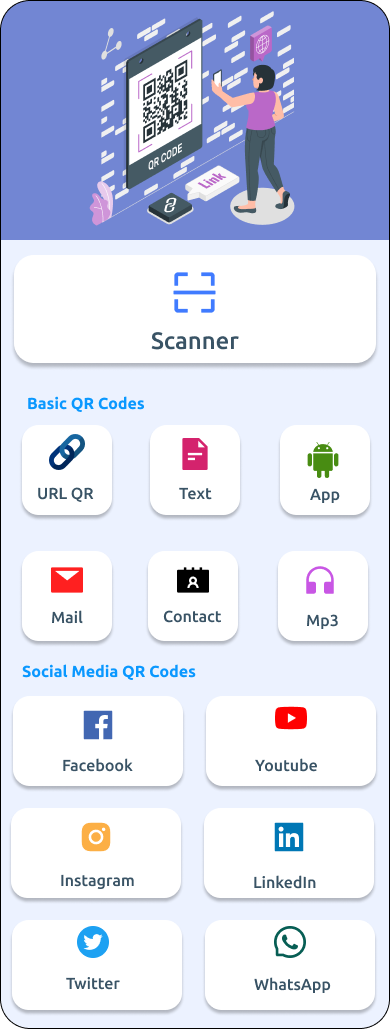 QR CODE
Link
Scanner
Basic QR Codes
URL QR
Text
App
Mail
Contact
Mp3
Social Media QR Codes
Facebook
Youtube
Instagram
LinkedIn
Twitter
WhatsApp